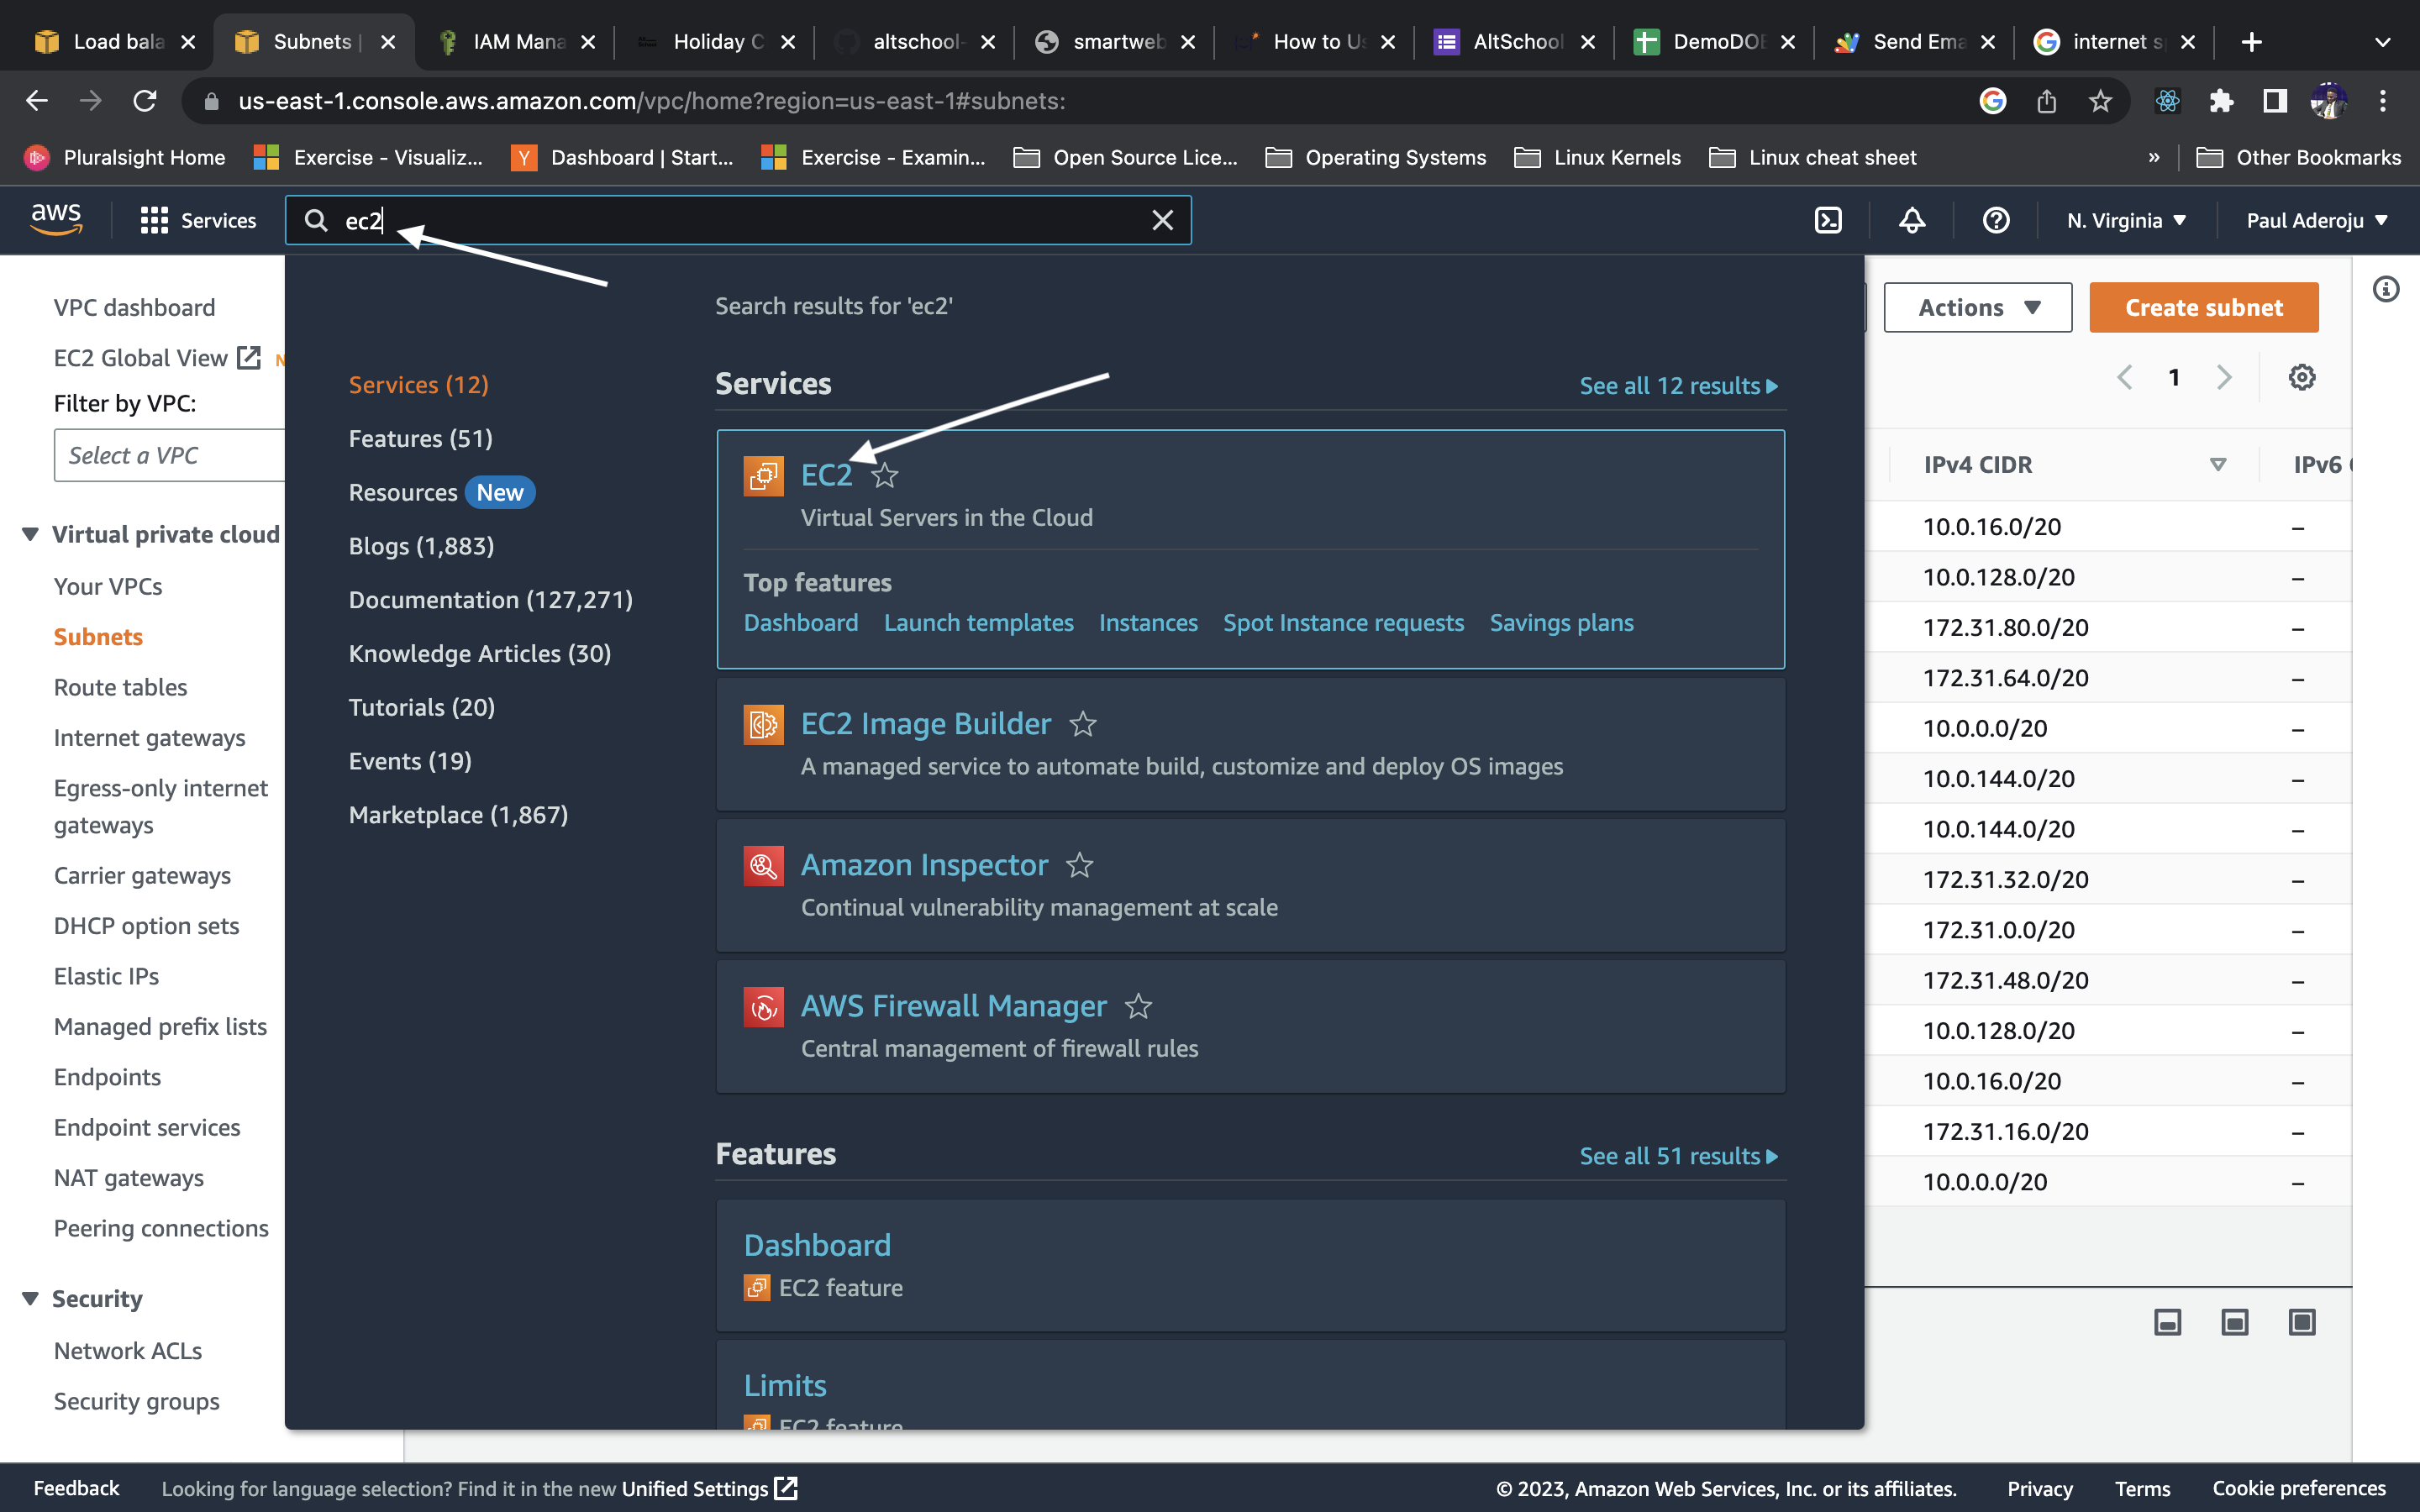 Load bala
Subnets |
IAM Mana
Holiday C
altschool-
smartweb
How to Us
AltSchool
DemoDOE
Send Ema
internet s
us-east-1.console.aws.amazon.com/vpc/home?region=us-east-1#subnets:
Pluralsight Home
Exercise - Visualiz...
Dashboard | Start...
Exercise - Examin...
Open Source Lice...
Operating Systems
Linux Kernels
Linux cheat sheet
»
Other Bookmarks
aws
Services
ec2
N. Virginia
Paul Aderoju
VPC dashboard
EC2 Global View
N
Filter by VPC:
Select a VPC
Virtual private cloud
Your VPCs
Subnets
Route tables
Internet gateways
Egress-only internet
gateways
Carrier gateways
DHCP option sets
Elastic IPs
Managed prefix lists
Endpoints
Endpoint services
NAT gateways
Peering connections
Security
Network ACLs
Security groups
Search results for 'ec2'
Services (12)
Features (51)
Resources New
Blogs (1,883)
Documentation (127,271)
Knowledge Articles (30)
Tutorials (20)
Events (19)
Marketplace (1,867)
Services
See all 12 results
EC2
Virtual Servers in the Cloud
Top features
Dashboard Launch templates Instances Spot Instance requests Savings plans
EC2 Image Builder
A managed service to automate build, customize and deploy OS images
Amazon Inspector
Continual vulnerability management at scale
AWS Firewall Manager
Central management of firewall rules
Features
See all 51 results
Dashboard
EC2 feature
Limits
EC2 feature
Actions
Create subnet
1
IPv4 CIDR
IPv6
10.0.16.0/20 –
10.0.128.0/20 –
172.31.80.0/20 –
172.31.64.0/20 –
10.0.0.0/20 –
10.0.144.0/20 –
10.0.144.0/20 –
172.31.32.0/20 –
172.31.0.0/20 –
172.31.48.0/20 –
10.0.128.0/20 –
10.0.16.0/20 –
172.31.16.0/20 –
10.0.0.0/20 –
Feedback
Looking for language selection? Find it in the new Unified Settings
© 2023, Amazon Web Services, Inc. or its affiliates.
Privacy
Terms
Cookie preferences